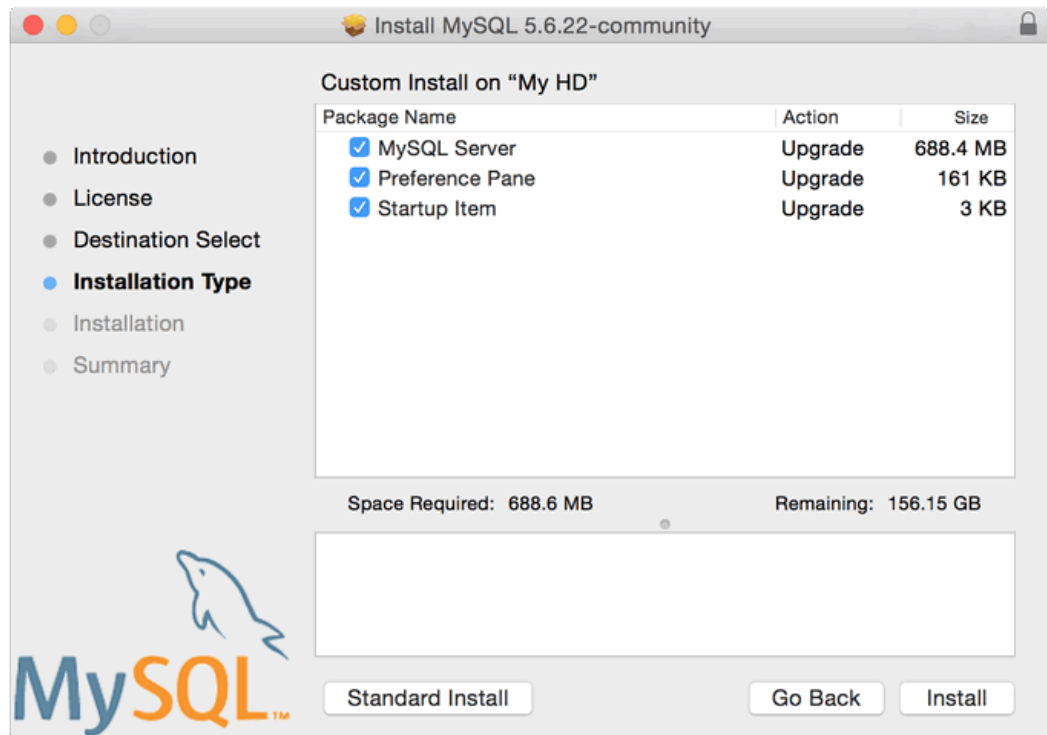 Install MySQL 5.6.22-community
Custom Install on “My HD”
Package Name Action Size
MySQL Server Upgrade 688.4 MB
Preference Pane Upgrade 161 KB
Startup Item Upgrade 3 KB
Introduction
License
Destination Select
Installation Type
Installation
Summary
Space Required: 688.6 MB Remaining: 156.15 GB
MySQL™
Standard Install Go Back Install